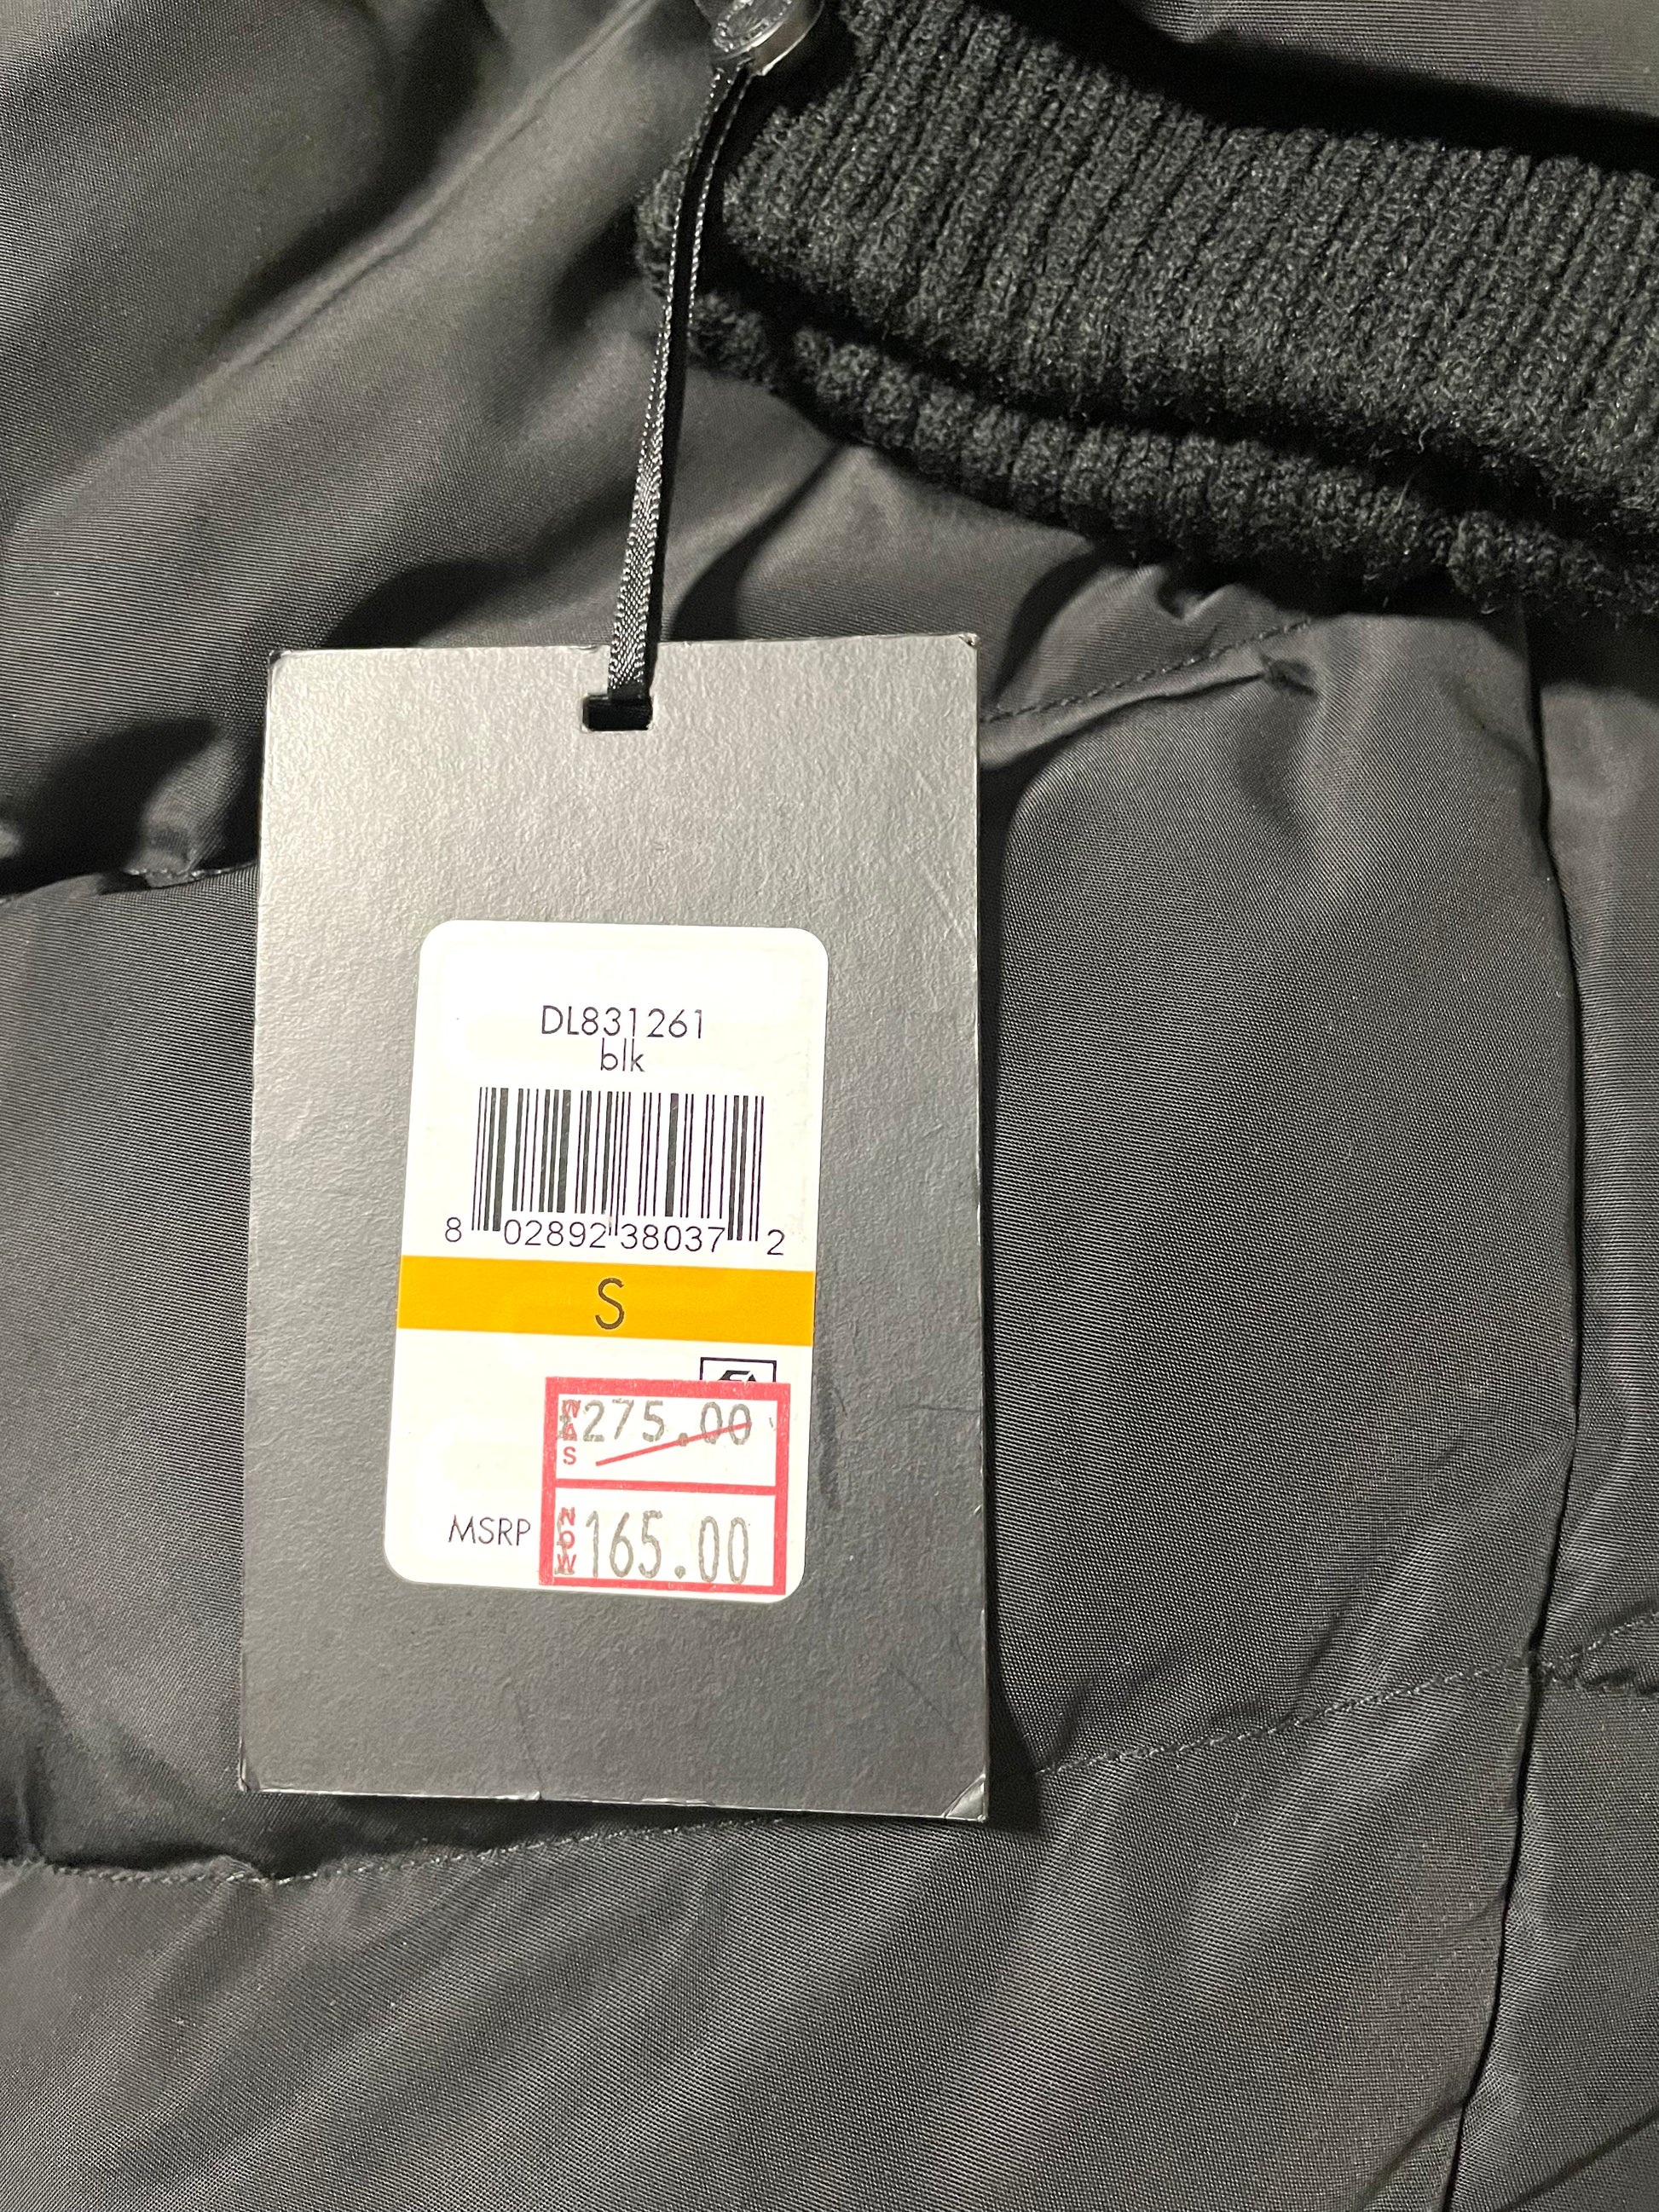 DL831261
blk
8 02892 38037 2
S
WAS 275.00
MSRP NOW 165.00